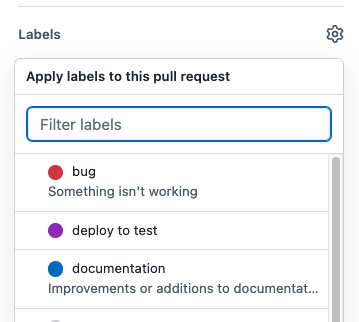 Labels
Apply labels to this pull request
Filter labels
bug
Something isn't working
deploy to test
documentation
Improvements or additions to documentat...